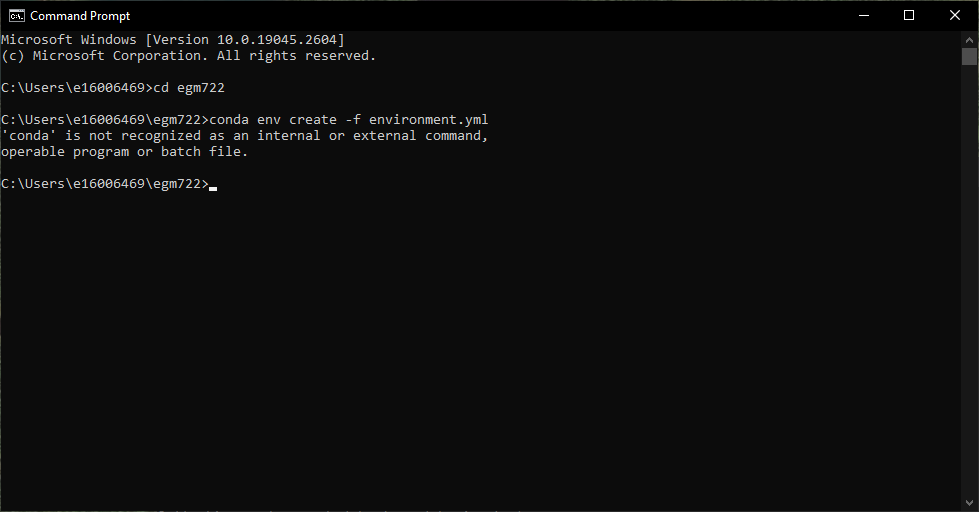 Command Prompt
Microsoft Windows [Version 10.0.19045.2604]
(c) Microsoft Corporation. All rights reserved.
C:\Users\e16006469>cd egm722
C:\Users\e16006469\egm722>conda env create -f environment.yml
'conda' is not recognized as an internal or external command,
operable program or batch file.
C:\Users\e16006469\egm722>